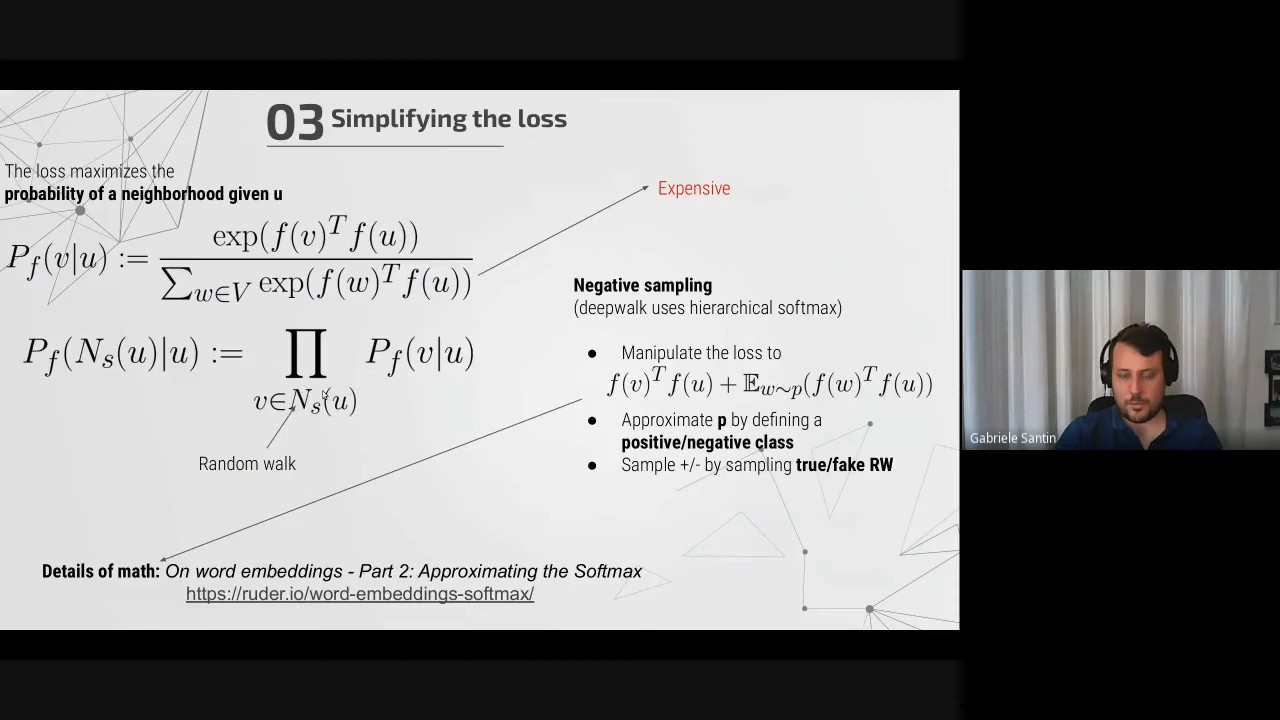 03 Simplifying the loss
The loss maximizes the
probability of a neighborhood given u
P_f(v|u) := exp(f(v)^T f(u)) / ∑_{w∈V} exp(f(w)^T f(u))
Expensive
P_f(N_s(u)|u) := ∏_{v∈N_s(u)} P_f(v|u)
Random walk
Negative sampling
(deepwalk uses hierarchical softmax)
● Manipulate the loss to
f(v)^T f(u) + 𝔼_{w∼p}(f(w)^T f(u))
● Approximate p by defining a
positive/negative class
● Sample +/- by sampling true/fake RW
Details of math: On word embeddings - Part 2: Approximating the Softmax
https://ruder.io/word-embeddings-softmax/
Gabriele Santin